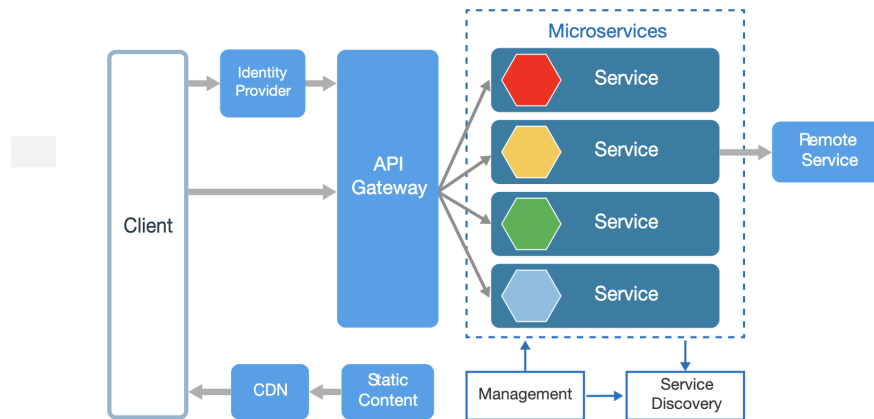 Microservices
Identity
Provider
Service
API
Gateway
Service
Remote
Service
Client
Service
Service
CDN
Static
Content
Management
Service
Discovery